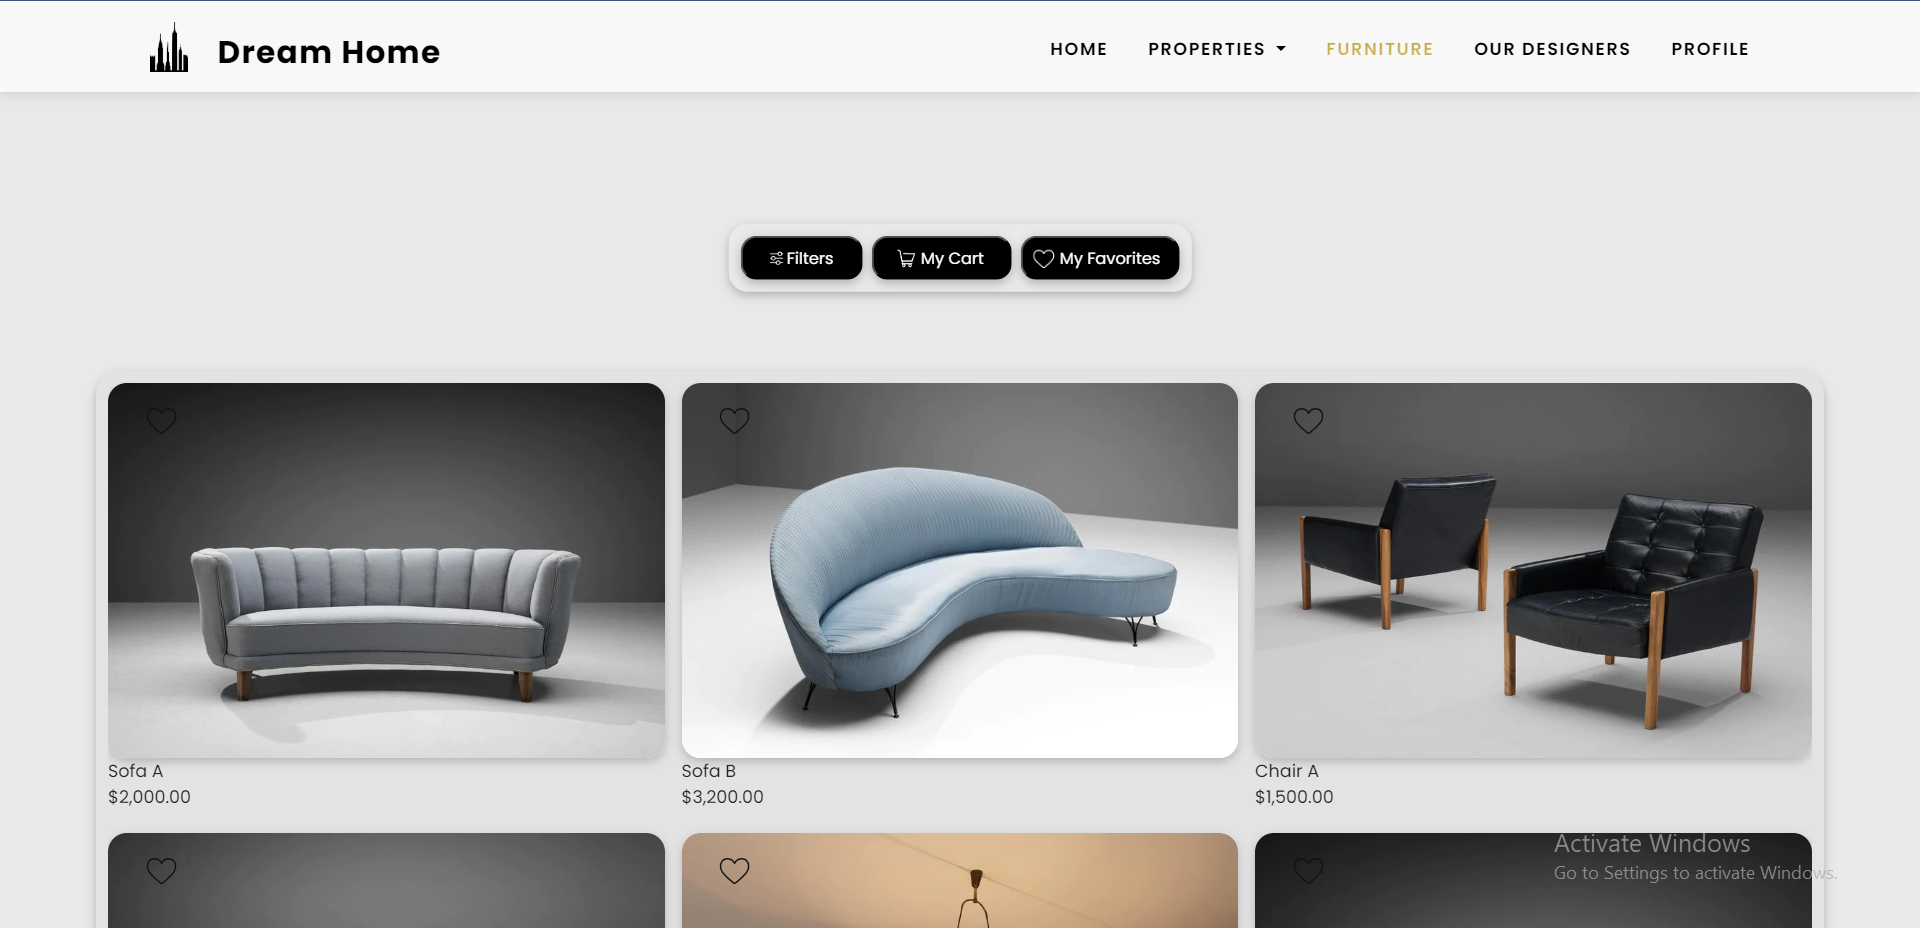 Dream Home
HOME PROPERTIES FURNITURE OUR DESIGNERS PROFILE
Filters My Cart My Favorites
Sofa A
$2,000.00
Sofa B
$3,200.00
Chair A
$1,500.00
Activate Windows
Go to Settings to activate Windows.